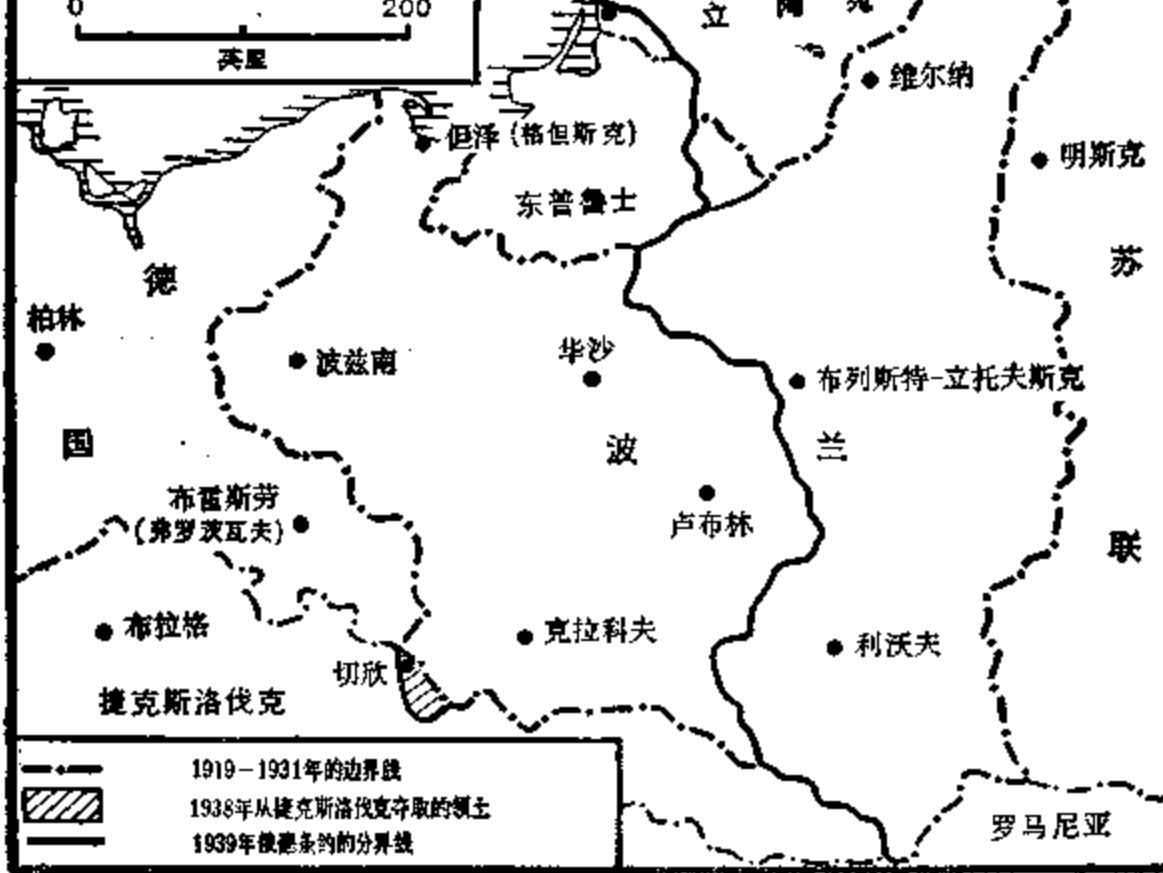 0 200
英里
立陶宛
维尔纳
但泽(格但斯克)
明斯克
东普鲁士
苏
德
柏林
华沙
波兹南
布列斯特-立托夫斯克
国
波
兰
布雷斯劳
(弗罗茨瓦夫)
卢布林
联
布拉格
克拉科夫
利沃夫
切欣
捷克斯洛伐克
1919-1931年的边界线
1938年从捷克斯洛伐克夺取的领土
罗马尼亚
1939年俄德条约的分界线